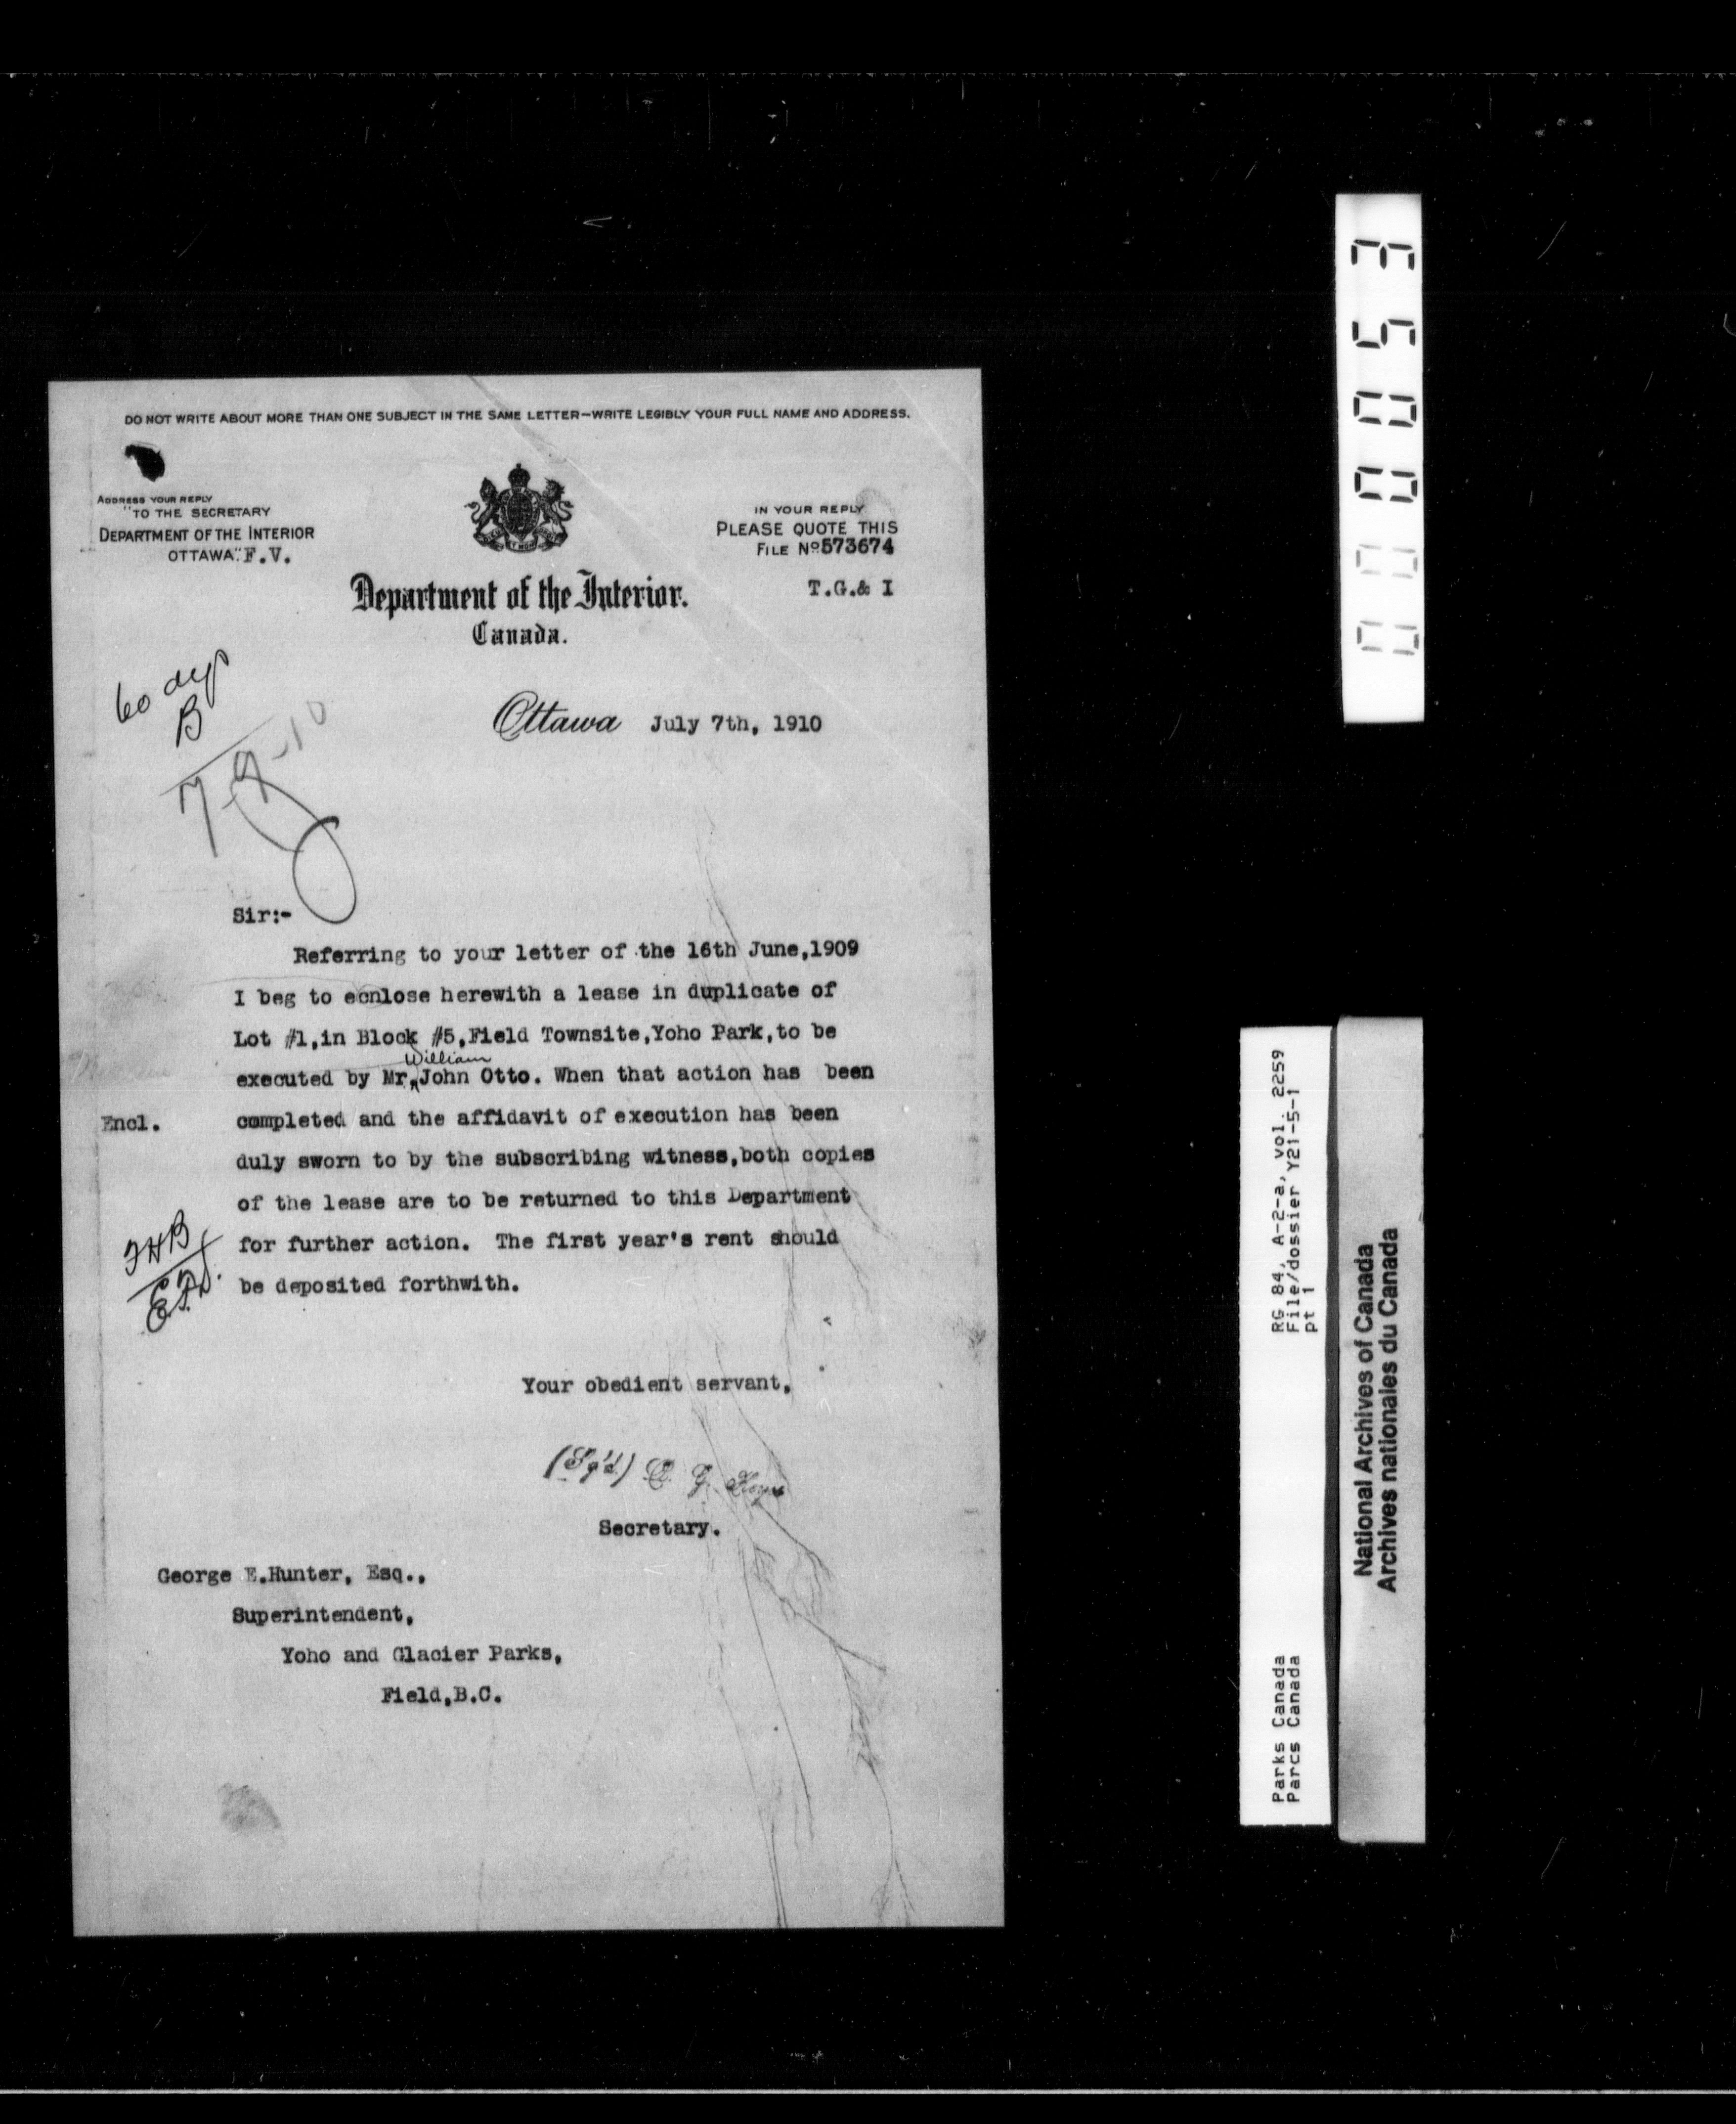 DO NOT WRITE ABOUT MORE THAN ONE SUBJECT IN THE SAME LETTER—WRITE LEGIBLY YOUR FULL NAME AND ADDRESS.
ADDRESS YOUR REPLY
"TO THE SECRETARY
DEPARTMENT OF THE INTERIOR
OTTAWA." F.V.
IN YOUR REPLY
PLEASE QUOTE THIS
FILE No 573674
T.G.& I
Department of the Interior.
Canada.
60 dys
B
7-9-10
Ottawa July 7th, 1910
Sir:-
Referring to your letter of the 16th June,1909
I beg to ecnlose herewith a lease in duplicate of
Lot #1,in Block #5,Field Townsite,Yoho Park,to be
William
executed by Mr. John Otto. When that action has been
Encl. completed and the affidavit of execution has been
duly sworn to by the subscribing witness,both copies
of the lease are to be returned to this Department
for further action. The first year's rent should
be deposited forthwith.
Your obedient servant,
(Sg'd)
Secretary.
George E.Hunter, Esq.,
Superintendent,
Yoho and Glacier Parks,
Field,B.C.
000053
RG 84, A-2-a, vol. 2259
File/dossier Y21-5-1
pt 1
Parks Canada
Parcs Canada
National Archives of Canada
Archives nationales du Canada